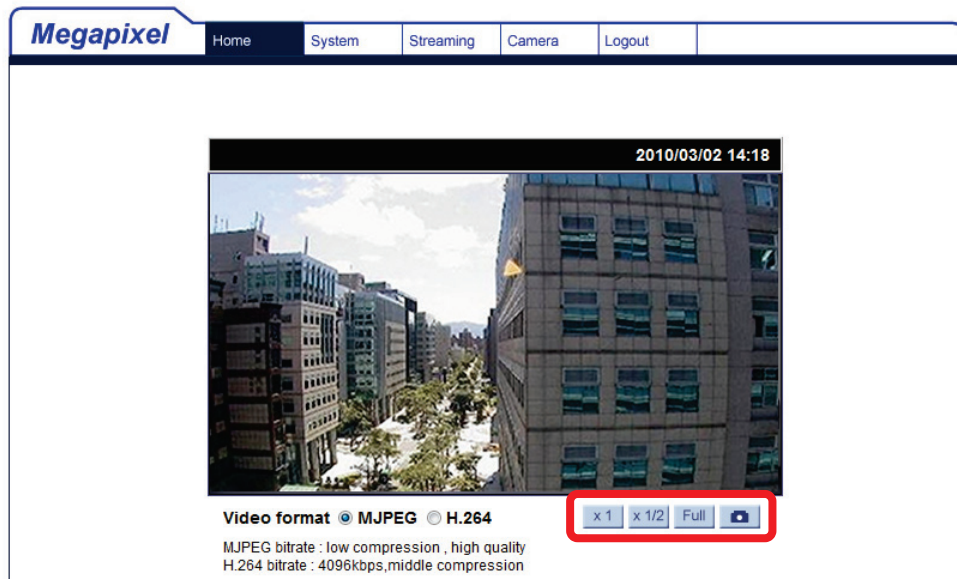 Megapixel
Home System Streaming Camera Logout
2010/03/02 14:18
Video format MJPEG H.264 x 1 x 1/2 Full
MJPEG bitrate : low compression , high quality
H.264 bitrate : 4096kbps,middle compression